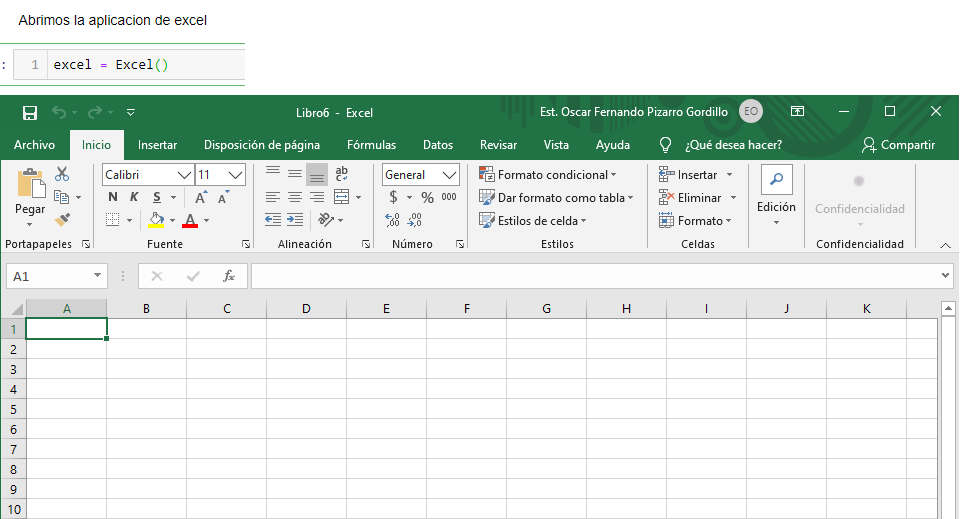 Abrimos la aplicacion de excel
: 1 excel = Excel()
Libro6 - Excel Est. Oscar Fernando Pizarro Gordillo EO
Archivo Inicio Insertar Disposición de página Fórmulas Datos Revisar Vista Ayuda ¿Qué desea hacer? Compartir
Pegar Calibri 11 ab General Formato condicional Insertar
N K S A A $ % 000 Dar formato como tabla Eliminar Edición Confidencialidad
A ,00 ,00 Estilos de celda Formato
Portapapeles Fuente Alineación Número Estilos Celdas Confidencialidad
A1 fx
A B C D E F G H I J K
1
2
3
4
5
6
7
8
9
10